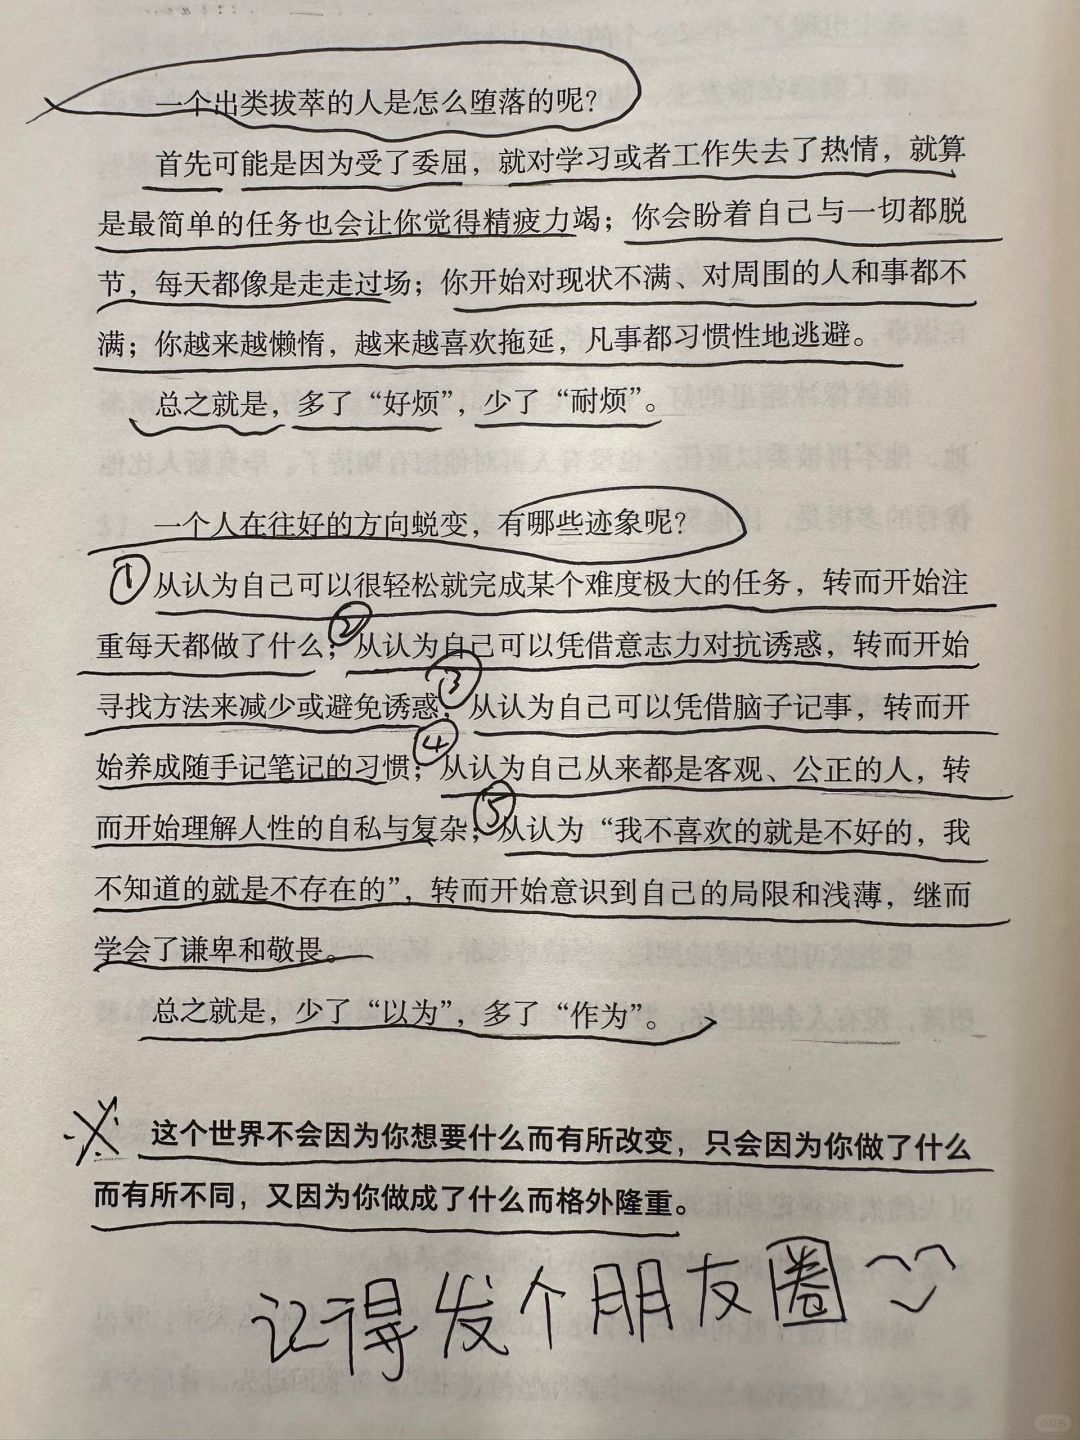 一个出类拔萃的人是怎么堕落的呢？
首先可能是因为受了委屈，就对学习或者工作失去了热情，就算
是最简单的任务也会让你觉得精疲力竭；你会盼着自己与一切都脱
节，每天都像是走走过场；你开始对现状不满、对周围的人和事都不
满；你越来越懒惰，越来越喜欢拖延，凡事都习惯性地逃避。
总之就是，多了“好烦”，少了“耐烦”。
一个人在往好的方向蜕变，有哪些迹象呢？
① 从认为自己可以很轻松就完成某个难度极大的任务，转而开始注
重每天都做了什么；② 从认为自己可以凭借意志力对抗诱惑，转而开始
寻找方法来减少或避免诱惑；③ 从认为自己可以凭借脑子记事，转而开
始养成随手记笔记的习惯；④ 从认为自己从来都是客观、公正的人，转
而开始理解人性的自私与复杂；⑤ 从认为“我不喜欢的就是不好的，我
不知道的就是不存在的”，转而开始意识到自己的局限和浅薄，继而
学会了谦卑和敬畏。
总之就是，少了“以为”，多了“作为”。
※ 这个世界不会因为你想要什么而有所改变，只会因为你做了什么
而有所不同，又因为你做成了什么而格外隆重。
记得发个朋友圈
小红书